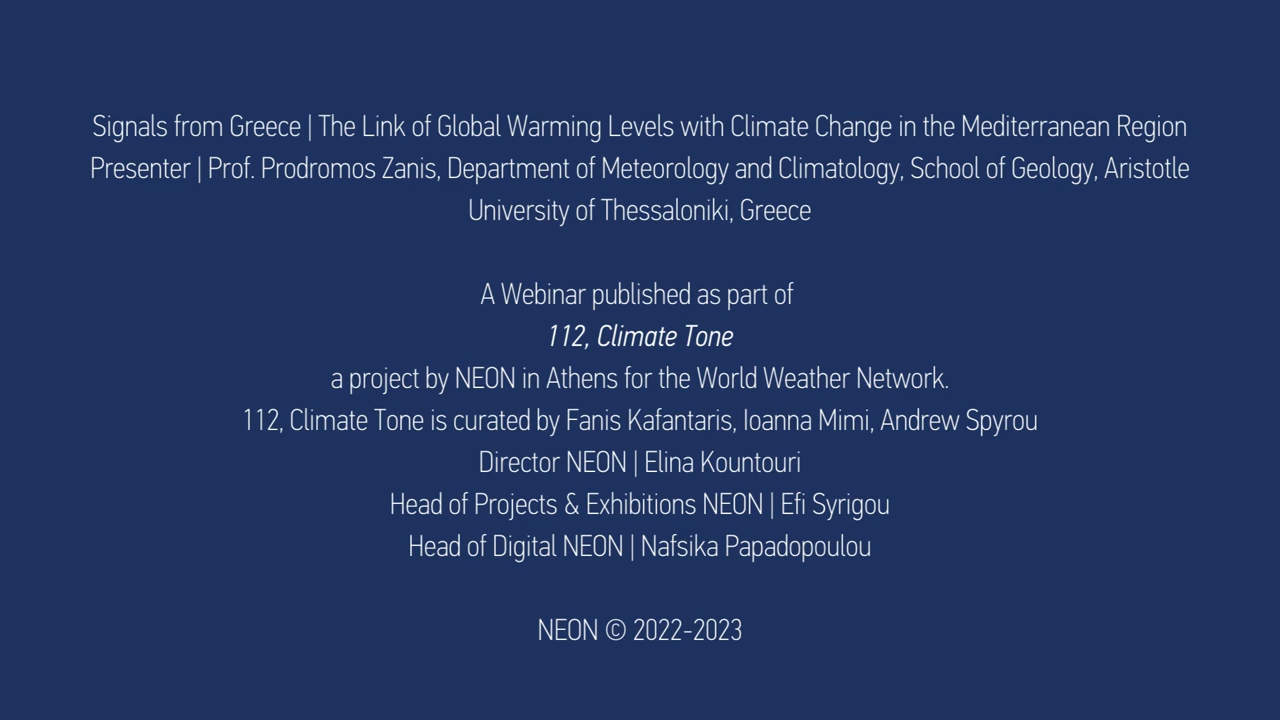 Signals from Greece | The Link of Global Warming Levels with Climate Change in the Mediterranean Region
Presenter | Prof. Prodromos Zanis, Department of Meteorology and Climatology, School of Geology, Aristotle
University of Thessaloniki, Greece
A Webinar published as part of
112, Climate Tone
a project by NEON in Athens for the World Weather Network.
112, Climate Tone is curated by Fanis Kafantaris, Ioanna Mimi, Andrew Spyrou
Director NEON | Elina Kountouri
Head of Projects & Exhibitions NEON | Efi Syrigou
Head of Digital NEON | Nafsika Papadopoulou
NEON © 2022-2023